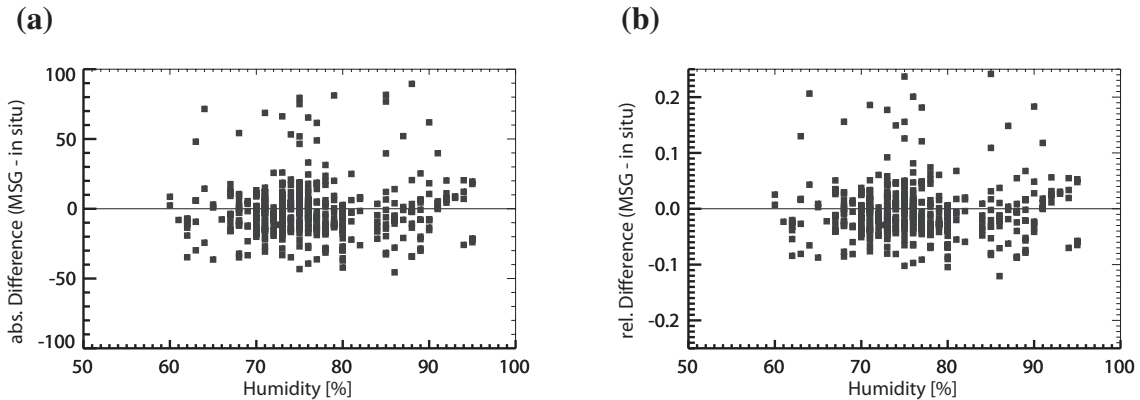 (a)
100
50
0
-50
-100
abs. Difference (MSG - in situ)
50 60 70 80 90 100
Humidity [%]
(b)
0.2
0.1
0.0
-0.1
-0.2
rel. Difference (MSG - in situ)
50 60 70 80 90 100
Humidity [%]